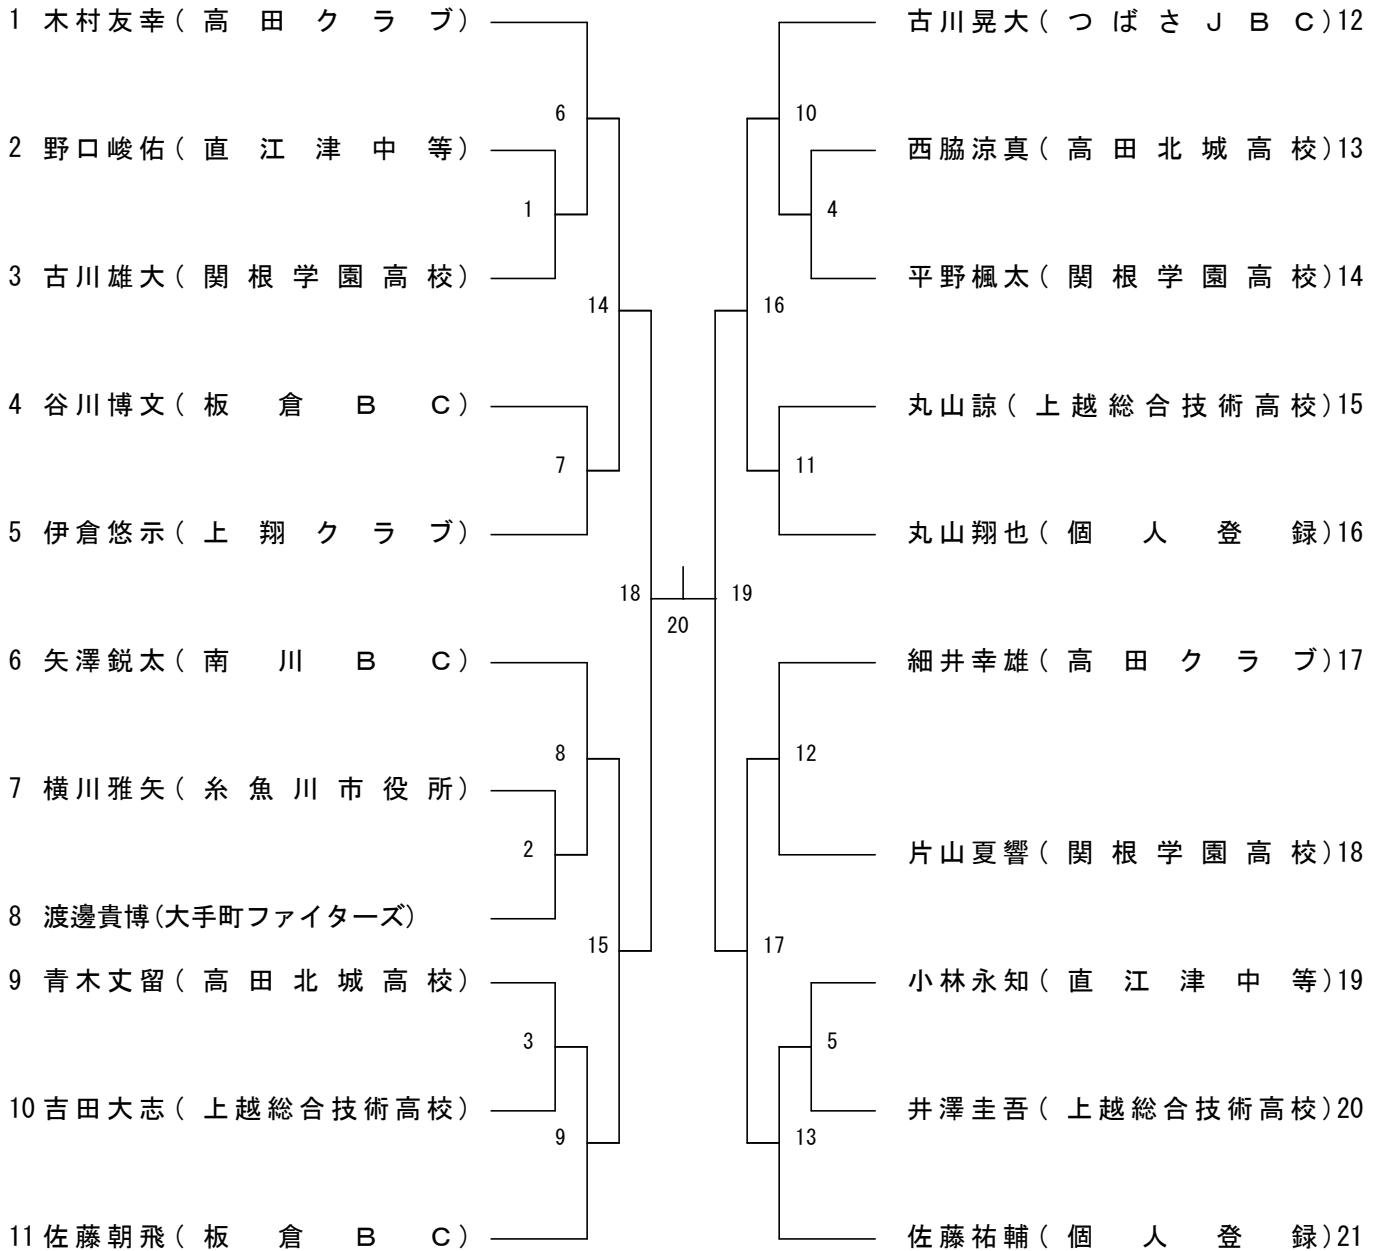 1 木村友幸(高田クラブ)
古川晃大(つばさJBC)12
6
10
2 野口峻佑(直江津中等)
西脇涼真(高田北城高校)13
1
4
3 古川雄大(関根学園高校)
平野楓太(関根学園高校)14
14
16
4 谷川博文(板倉BC)
丸山諒(上越総合技術高校)15
7
11
5 伊倉悠示(上翔クラブ)
丸山翔也(個人登録)16
18
19
20
6 矢澤鋭太(南川BC)
細井幸雄(高田クラブ)17
8
12
7 横川雅矢(糸魚川市役所)
2
片山夏響(関根学園高校)18
8 渡邊貴博(大手町ファイターズ)
15
17
9 青木丈留(高田北城高校)
小林永知(直江津中等)19
3
5
10 吉田大志(上越総合技術高校)
井澤圭吾(上越総合技術高校)20
9
13
11 佐藤朝飛(板倉BC)
佐藤祐輔(個人登録)21